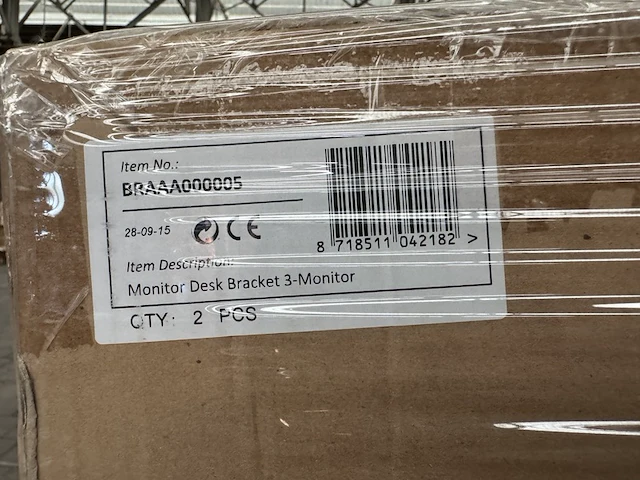 Item No.:
BRAAA000005
28-09-15 CE
Item Description:
Monitor Desk Bracket 3-Monitor
QTY: 2 PCS
8 718511 042182 >